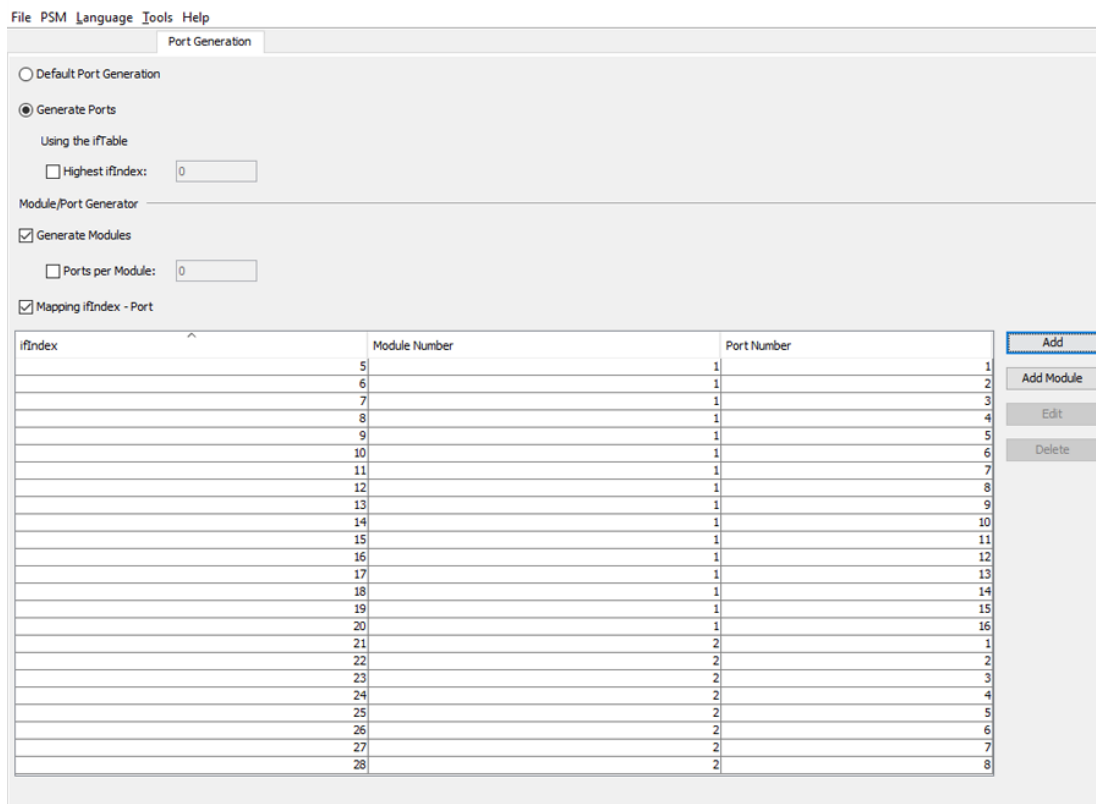 File PSM Language Tools Help
Port Generation
Default Port Generation
Generate Ports
Using the ifTable
Highest ifIndex: 0
Module/Port Generator
Generate Modules
Ports per Module: 0
Mapping ifIndex - Port
ifIndex Module Number Port Number Add
5 1 1
6 1 2 Add Module
7 1 3
8 1 4 Edit
9 1 5
10 1 6 Delete
11 1 7
12 1 8
13 1 9
14 1 10
15 1 11
16 1 12
17 1 13
18 1 14
19 1 15
20 1 16
21 2 1
22 2 2
23 2 3
24 2 4
25 2 5
26 2 6
27 2 7
28 2 8